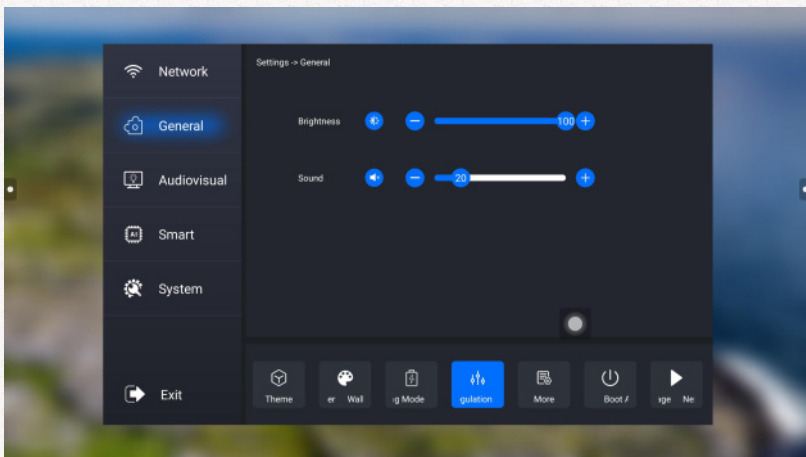 Network
General
Audiovisual
Smart
System
Exit
Settings -> General
Brightness
100
Sound
20
Theme
er Wall
g Mode
gulation
More
Boot
Ne